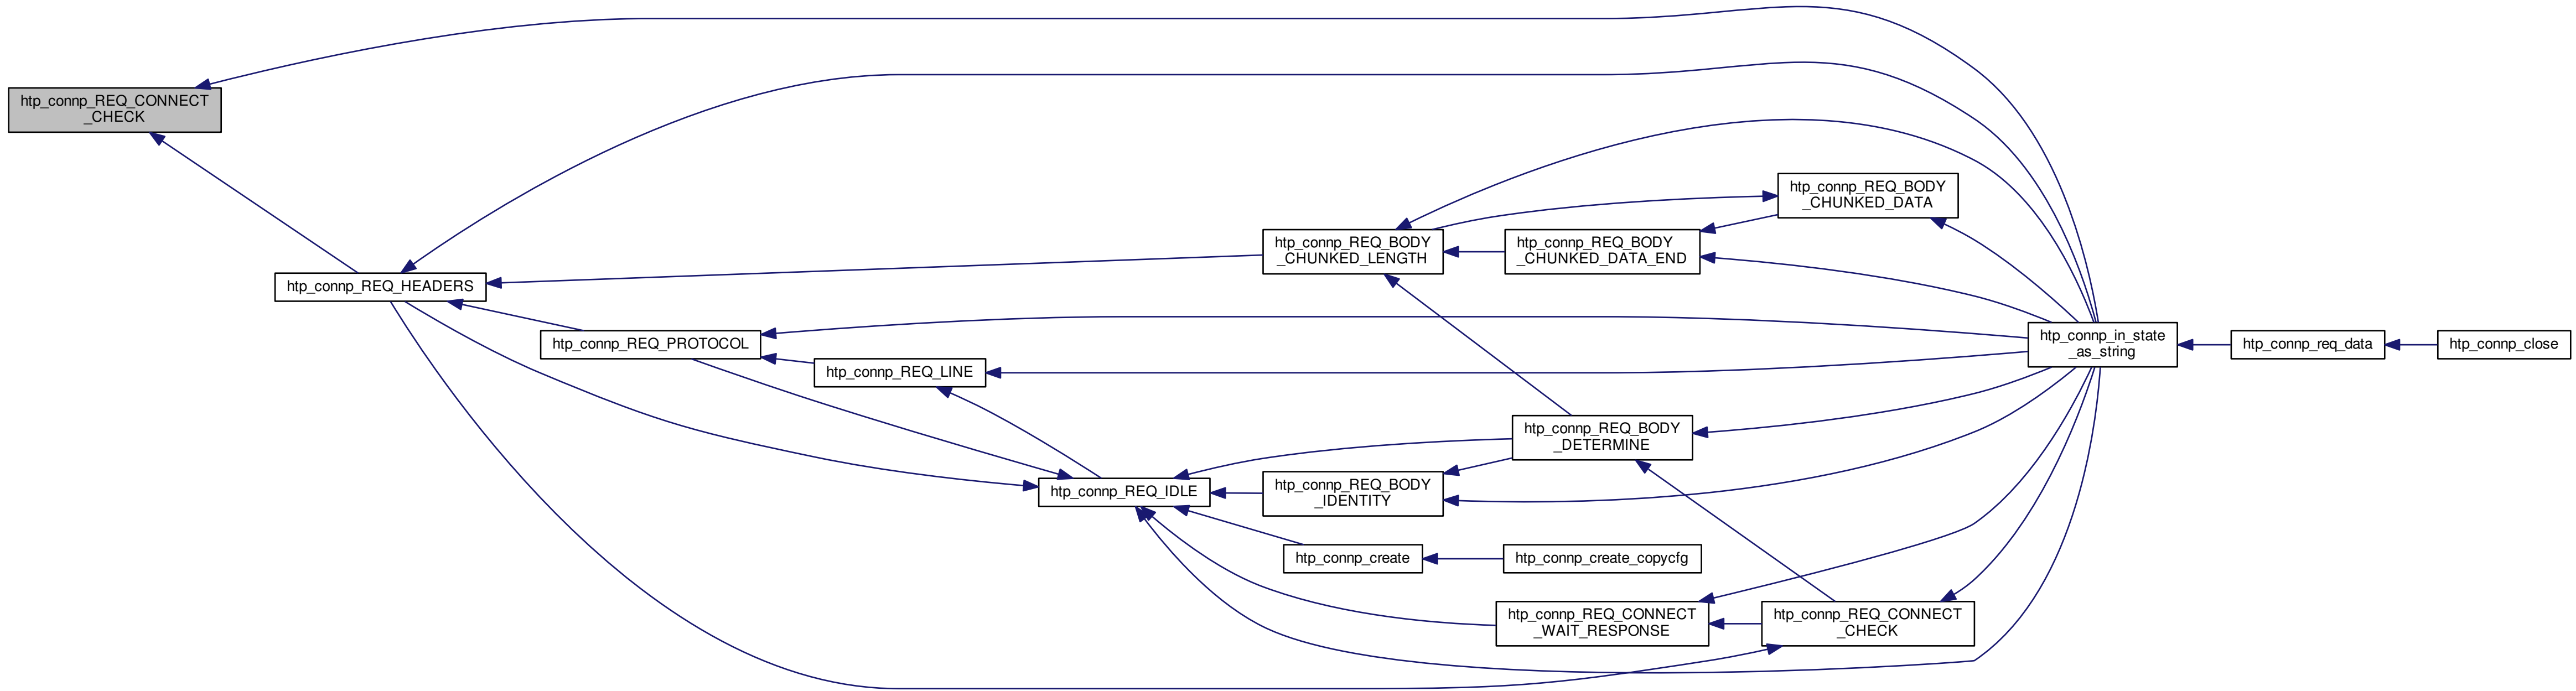 htp_connp_REQ_CONNECT
_CHECK
htp_connp_REQ_HEADERS
htp_connp_REQ_PROTOCOL
htp_connp_REQ_LINE
htp_connp_REQ_IDLE
htp_connp_REQ_BODY
_CHUNKED_LENGTH
htp_connp_REQ_BODY
_CHUNKED_DATA_END
htp_connp_REQ_BODY
_CHUNKED_DATA
htp_connp_REQ_BODY
_DETERMINE
htp_connp_REQ_BODY
_IDENTITY
htp_connp_create
htp_connp_create_copycfg
htp_connp_REQ_CONNECT
_WAIT_RESPONSE
htp_connp_REQ_CONNECT
_CHECK
htp_connp_in_state
_as_string
htp_connp_req_data
htp_connp_close